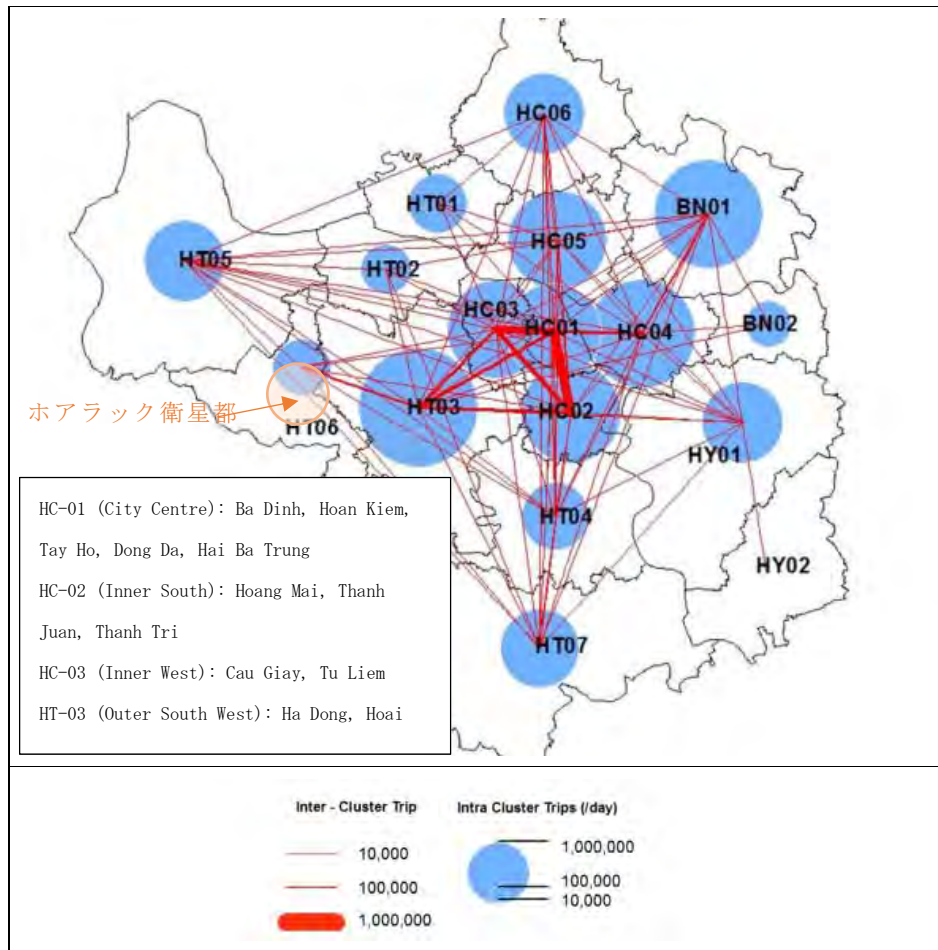 HC06
HT01
BN01
HC05
HT05
HT02
HC03
HC01
HC04
BN02
ホアラック衛星都
HT03
HC02
HT06
HY01
HT04
HY02
HT07
HC-01 (City Centre): Ba Dinh, Hoan Kiem,
Tay Ho, Dong Da, Hai Ba Trung
HC-02 (Inner South): Hoang Mai, Thanh
Juan, Thanh Tri
HC-03 (Inner West): Cau Giay, Tu Liem
HT-03 (Outer South West): Ha Dong, Hoai
Inter - Cluster Trip
10,000
100,000
1,000,000
Intra Cluster Trips (/day)
1,000,000
100,000
10,000